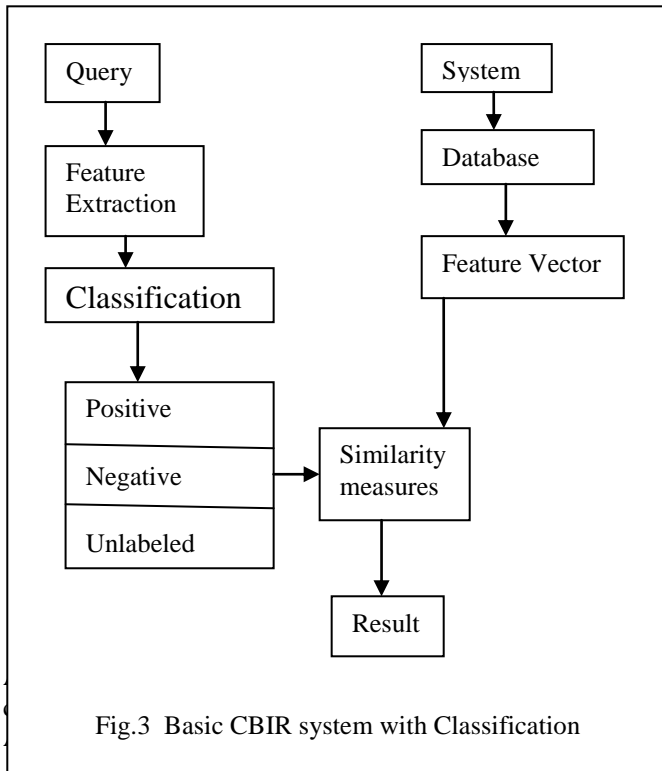 Query
System
Feature
Extraction
Database
Classification
Feature Vector
Positive
Negative
Unlabeled
Similarity
measures
Result
Fig.3 Basic CBIR system with Classification